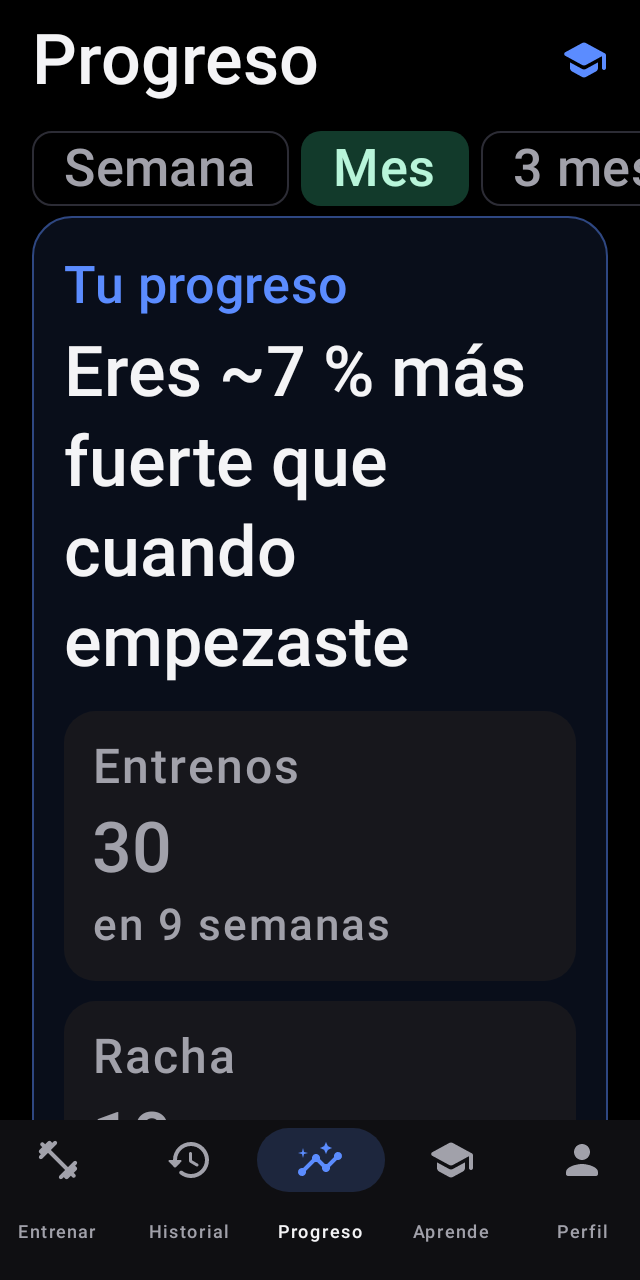 Progreso
Semana
Mes
Tu progreso
Eres ~7 % más
fuerte que
cuando
empezaste
Entrenos
30
en 9 semanas
Racha
Entrenar
Historial
Progreso
Aprende
Perfil